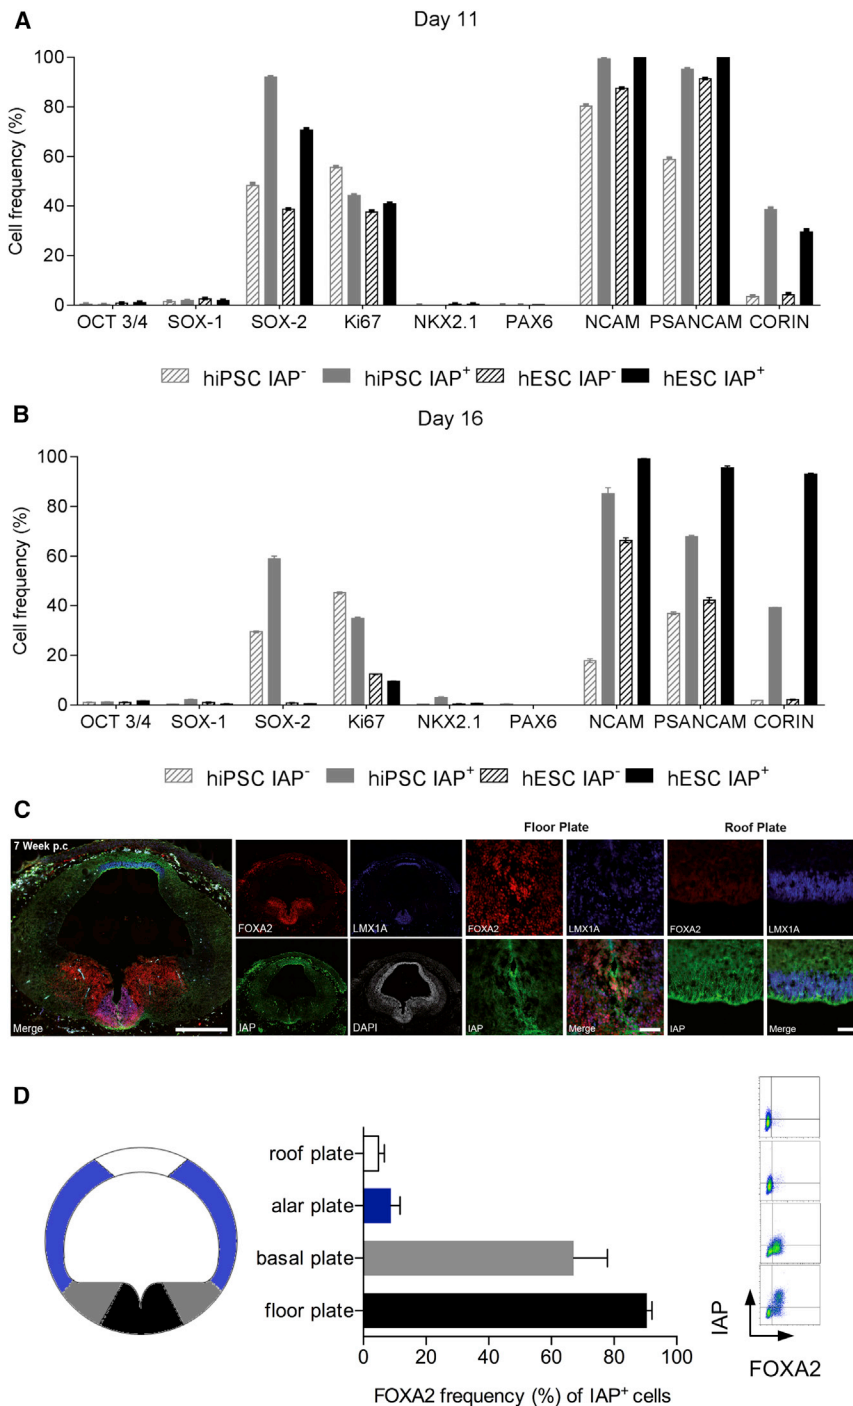 A
Day 11
Cell frequency (%)
100
80
60
40
20
0
OCT 3/4 SOX-1 SOX-2 Ki67 NKX2.1 PAX6 NCAM PSANCAM CORIN
hiPSC IAP⁻ hiPSC IAP⁺ hESC IAP⁻ hESC IAP⁺
B
Day 16
Cell frequency (%)
100
80
60
40
20
0
OCT 3/4 SOX-1 SOX-2 Ki67 NKX2.1 PAX6 NCAM PSANCAM CORIN
hiPSC IAP⁻ hiPSC IAP⁺ hESC IAP⁻ hESC IAP⁺
C
Floor Plate Roof Plate
7 Week p.c
FOXA2 LMX1A FOXA2 LMX1A FOXA2 LMX1A
Merge IAP DAPI IAP Merge IAP Merge
D
roof plate
alar plate
basal plate
floor plate
0 20 40 60 80 100
FOXA2 frequency (%) of IAP⁺ cells
IAP
FOXA2